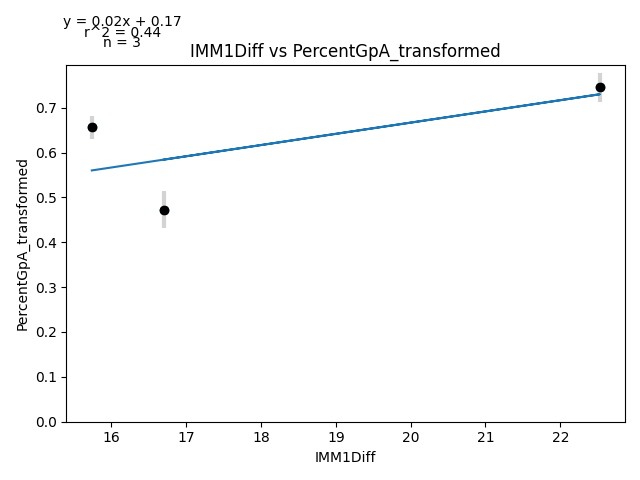 y = 0.02x + 0.17
r^2 = 0.44
n = 3
IMM1Diff vs PercentGpA_transformed
PercentGpA_transformed
0.7
0.6
0.5
0.4
0.3
0.2
0.1
0.0
16 17 18 19 20 21 22
IMM1Diff